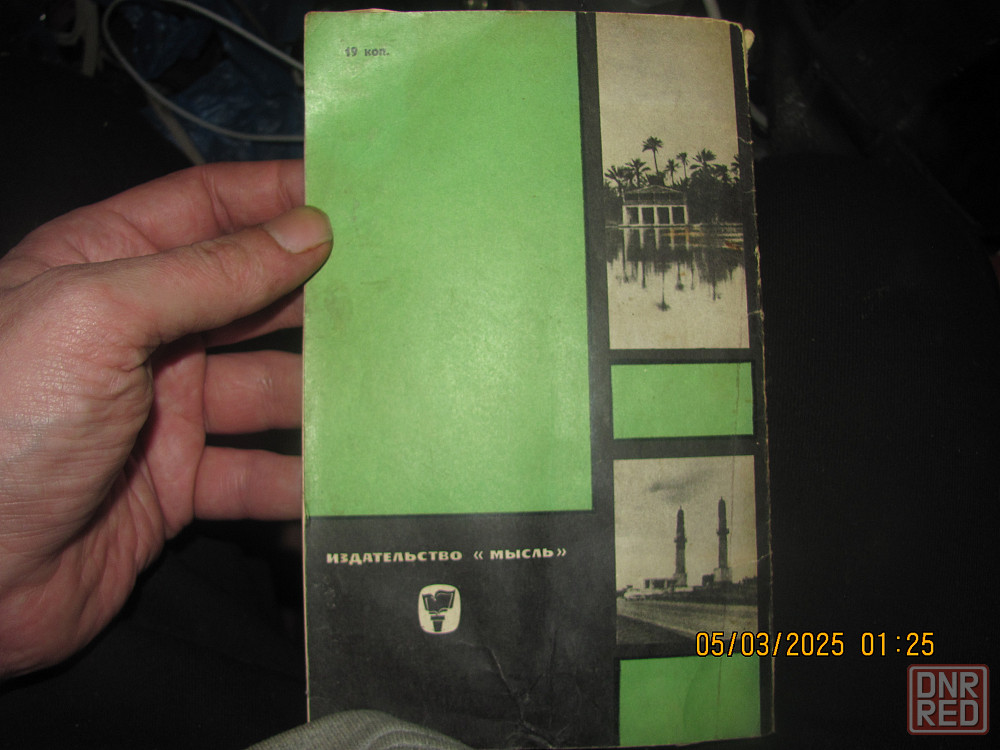 19 коп.
ИЗДАТЕЛЬСТВО « МЫСЛЬ»
05/03/2025 01:25
DNR
RED